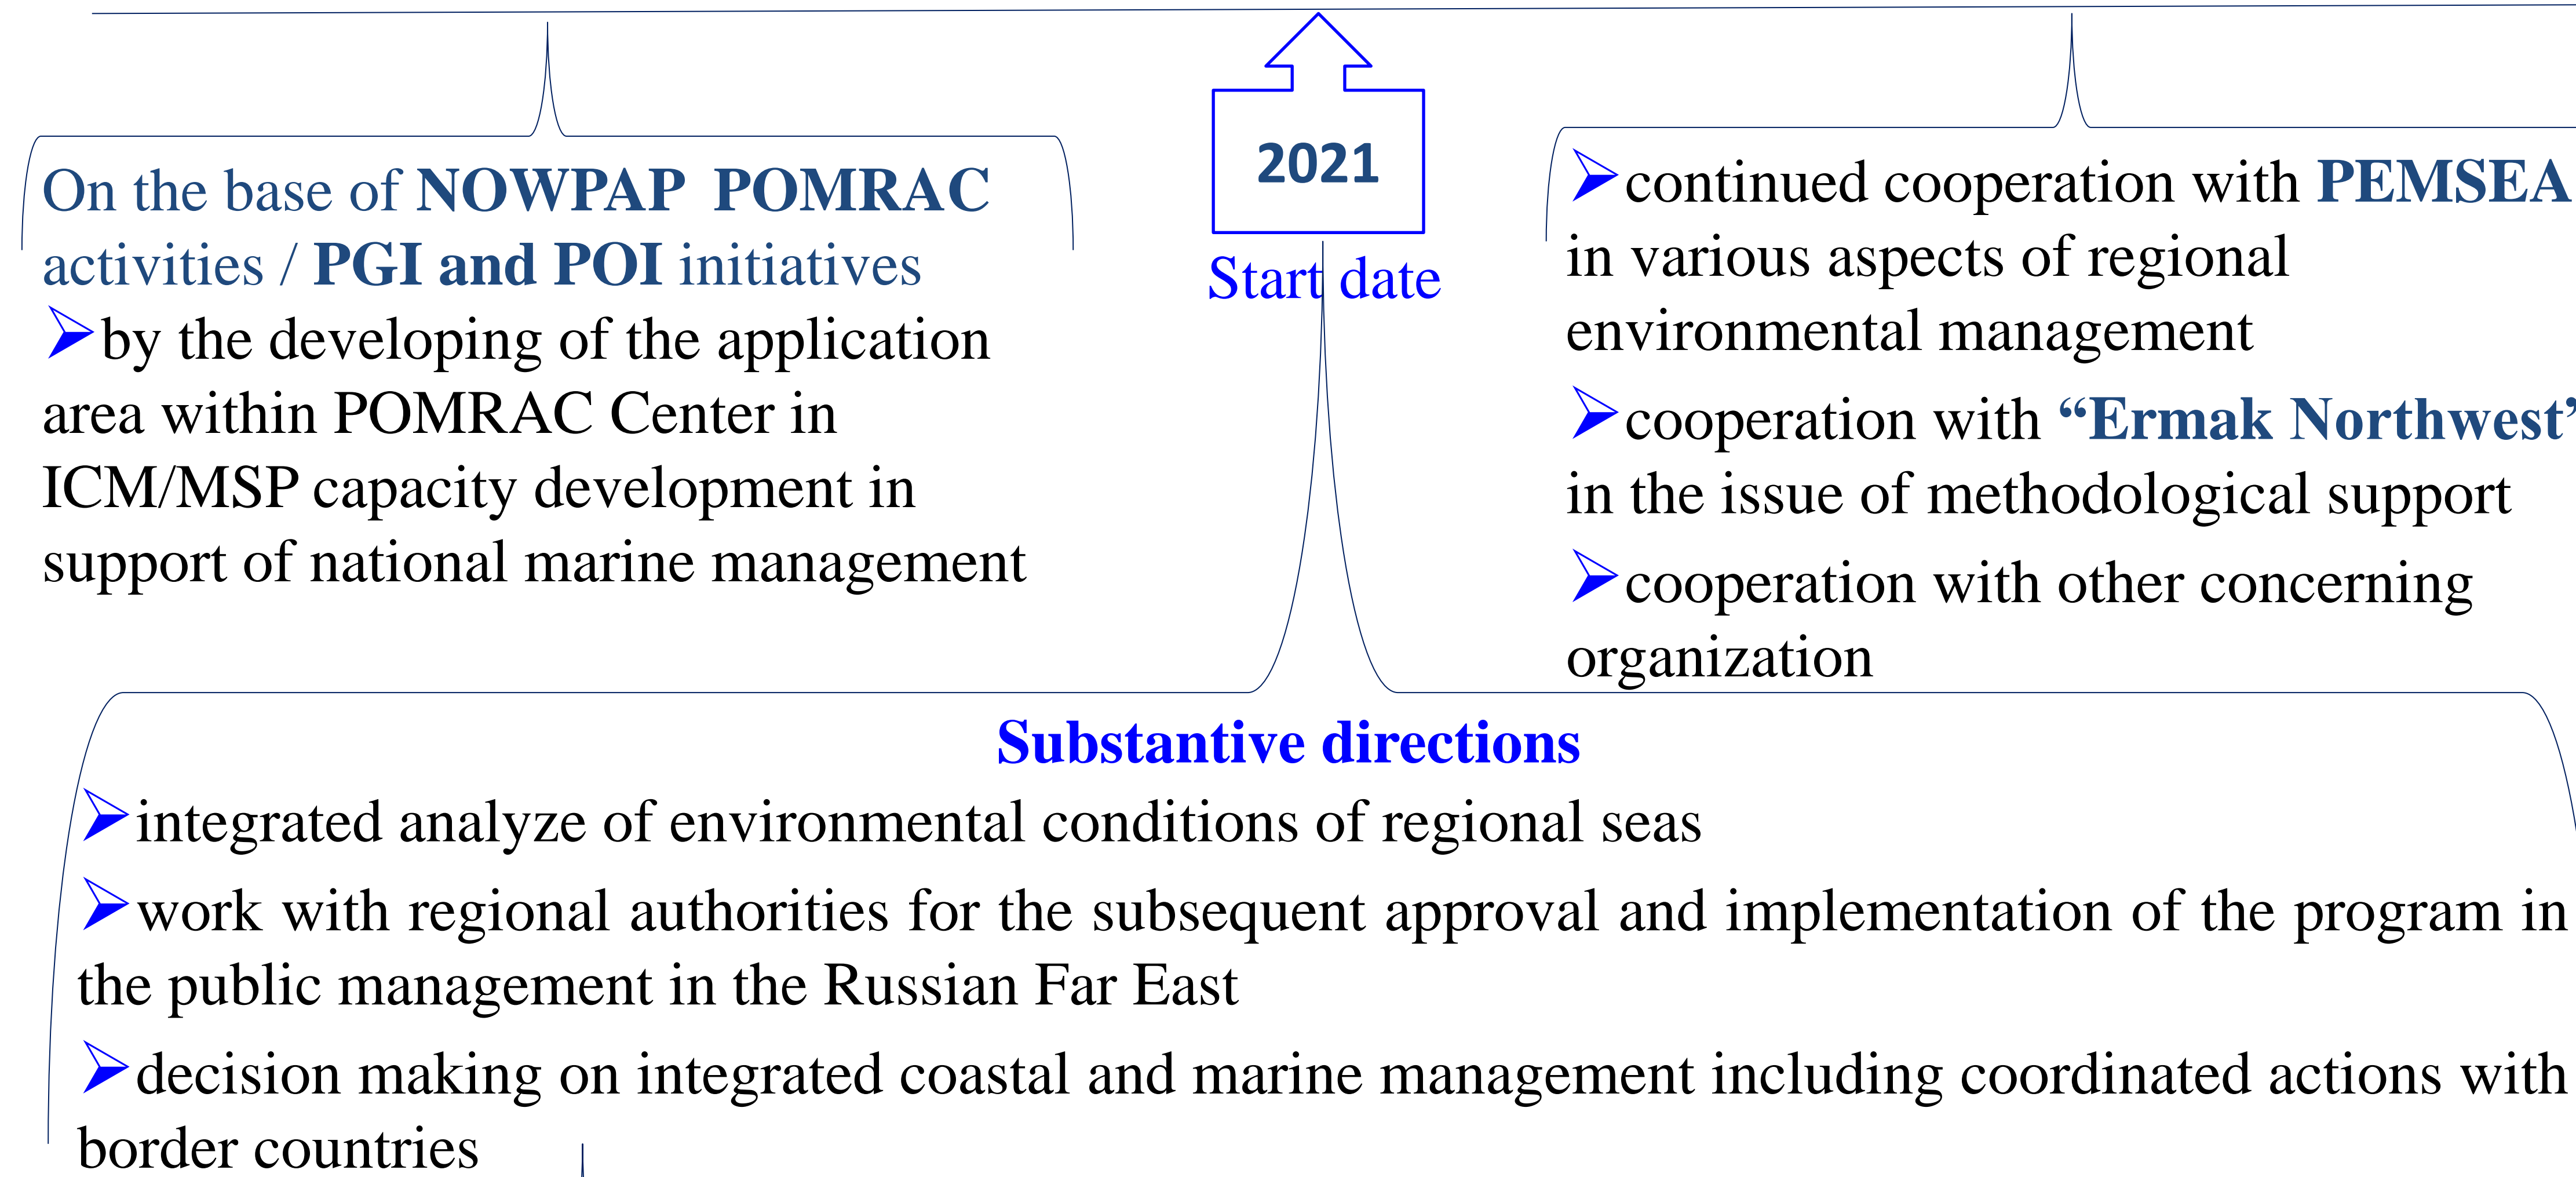 On the base of NOWPAP POMRAC
activities / PGI and POI initiatives
➢by the developing of the application
area within POMRAC Center in
ICM/MSP capacity development in
support of national marine management
2021
Start date
➢continued cooperation with PEMSEA
in various aspects of regional
environmental management
➢cooperation with “Ermak Northwest”
in the issue of methodological support
➢cooperation with other concerning
organization
Substantive directions
➢integrated analyze of environmental conditions of regional seas
➢work with regional authorities for the subsequent approval and implementation of the program in
the public management in the Russian Far East
➢decision making on integrated coastal and marine management including coordinated actions with
border countries